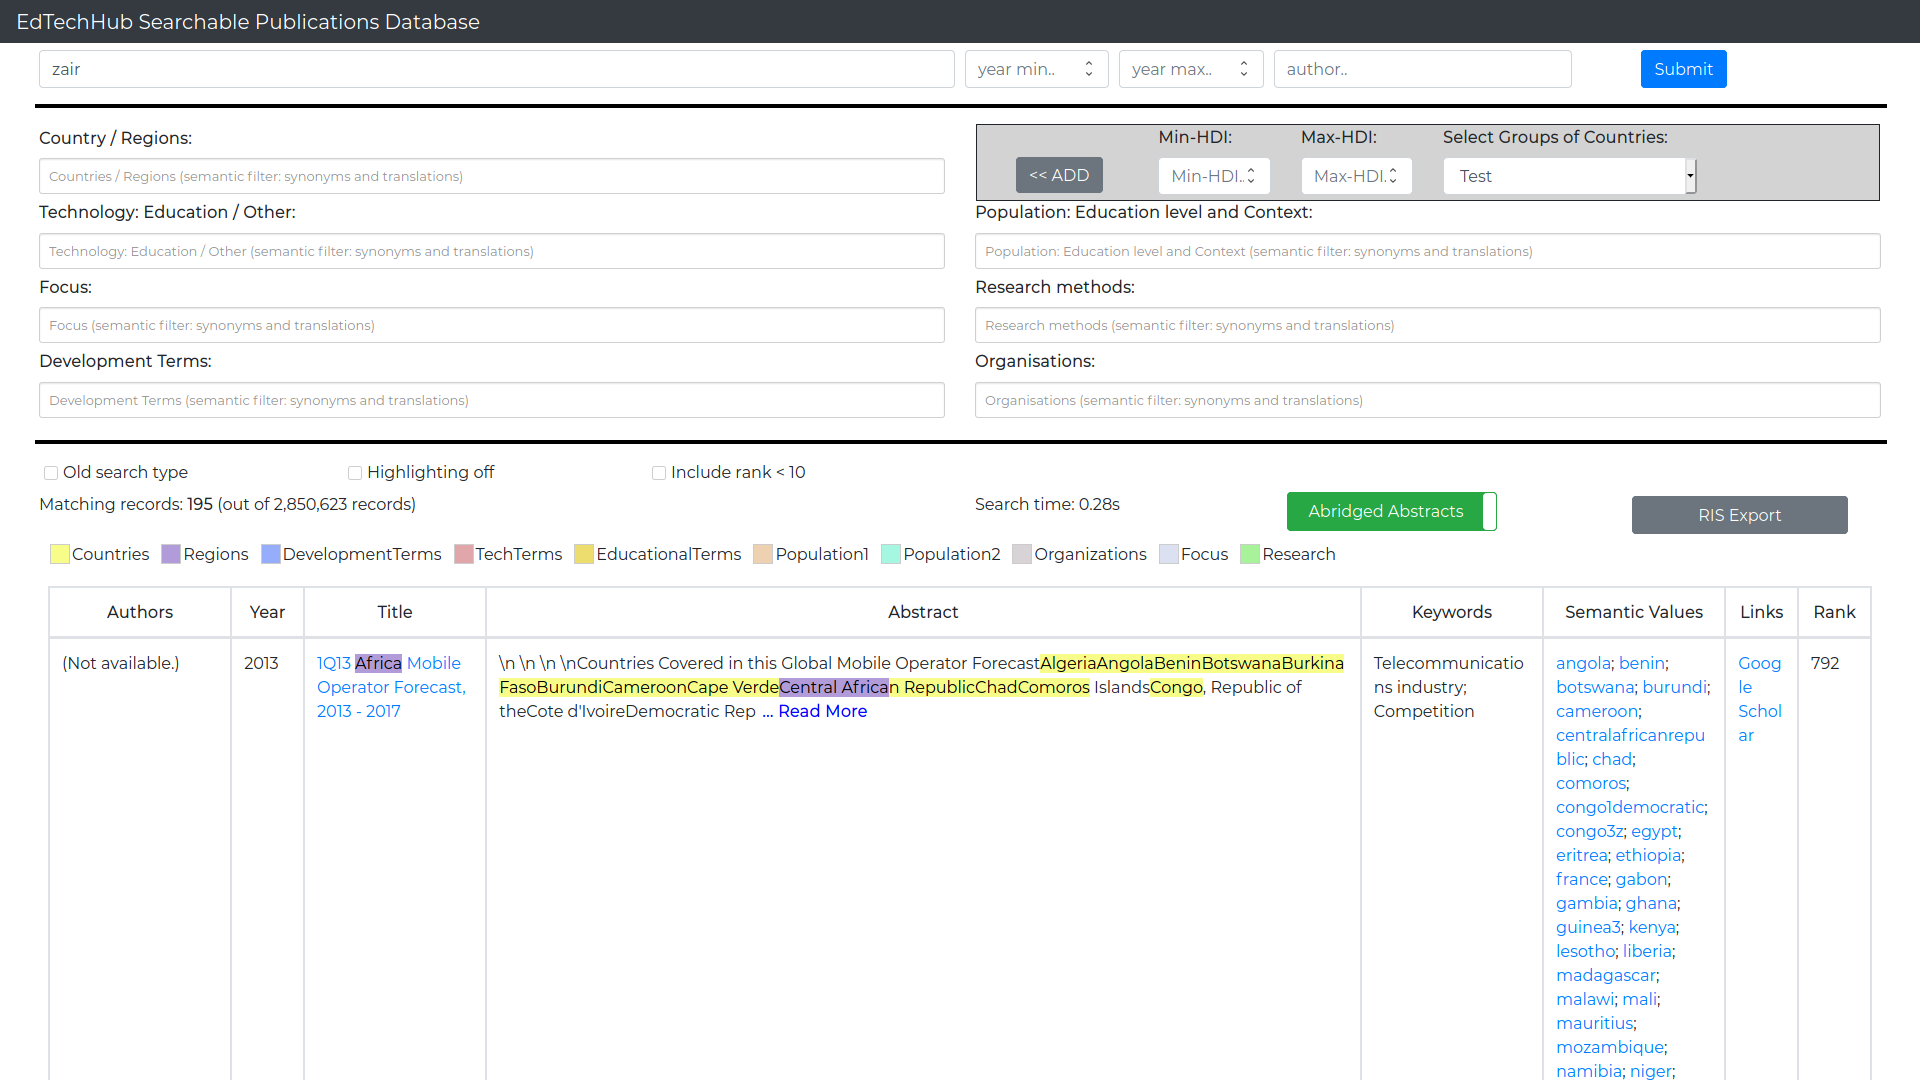 EdTechHub Searchable Publications Database
zair
year min..
year max..
author..
Submit
Country / Regions:
Countries / Regions (semantic filter: synonyms and translations)
<< ADD
Min-HDI:
Min-HDI..
Max-HDI:
Max-HDI.
Select Groups of Countries:
Test
Technology: Education / Other:
Technology: Education / Other (semantic filter: synonyms and translations)
Population: Education level and Context:
Population: Education level and Context (semantic filter: synonyms and translations)
Focus:
Focus (semantic filter: synonyms and translations)
Research methods:
Research methods (semantic filter: synonyms and translations)
Development Terms:
Development Terms (semantic filter: synonyms and translations)
Organisations:
Organisations (semantic filter: synonyms and translations)
Old search type
Highlighting off
Include rank < 10
Matching records: 195 (out of 2,850,623 records)
Search time: 0.28s
Abridged Abstracts
RIS Export
Countries Regions DevelopmentTerms TechTerms EducationalTerms Population1 Population2 Organizations Focus Research
Authors Year Title Abstract Keywords Semantic Values Links Rank
(Not available.)
2013
1Q13 Africa Mobile
Operator Forecast,
2013 - 2017
\n \n \n \nCountries Covered in this Global Mobile Operator ForecastAlgeriaAngolaBeninBotswanaBurkina
FasoBurundiCameroonCape VerdeCentral African RepublicChadComoros IslandsCongo, Republic of
theCote d'IvoireDemocratic Rep ... Read More
Telecommunicatio
ns industry;
Competition
angola; benin;
botswana; burundi;
cameroon;
centralafricanrepu
blic; chad;
comoros;
congo1democratic;
congo3z; egypt;
eritrea; ethiopia;
france; gabon;
gambia; ghana;
guinea3; kenya;
lesotho; liberia;
madagascar;
malawi; mali;
mauritius;
mozambique;
namibia; niger;
Goog
le
Schol
ar
792